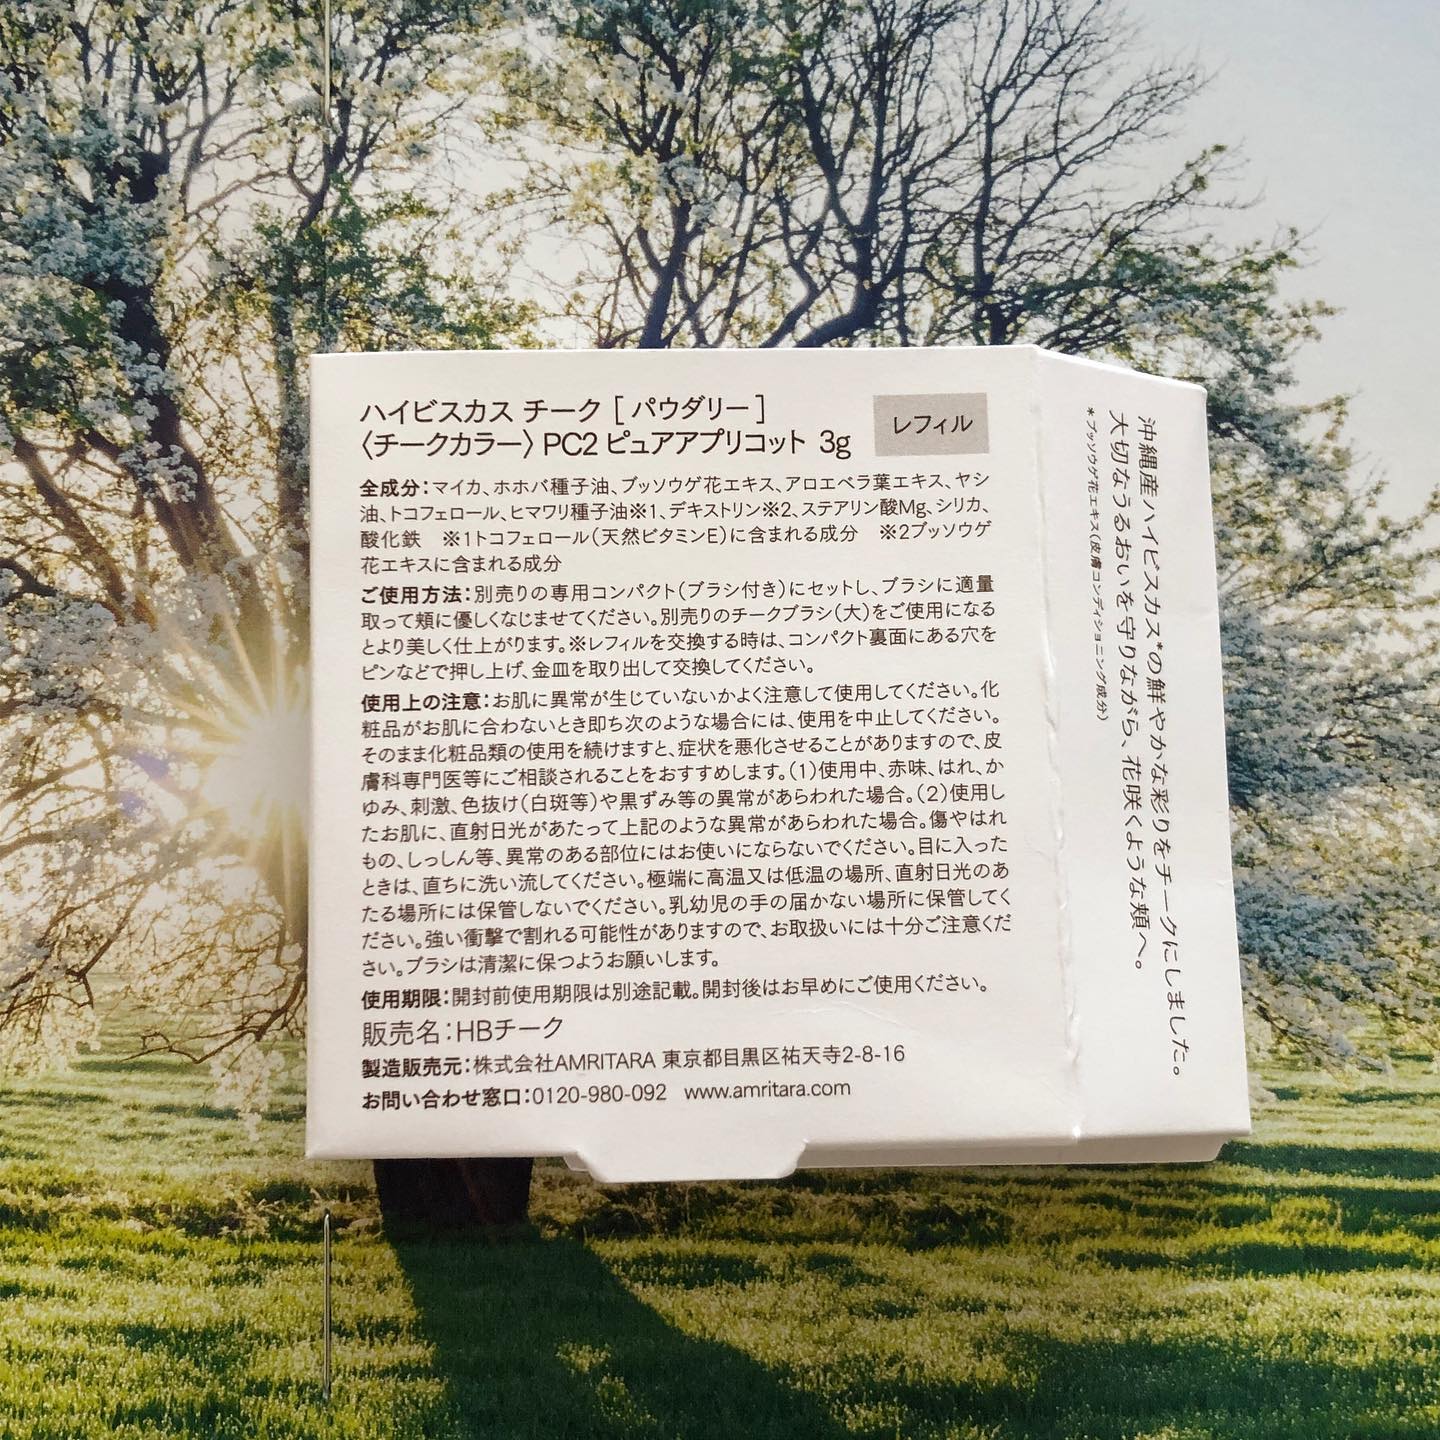 ハイビスカス チーク [ パウダリー ]
〈チークカラー〉 PC2 ピュアアプリコット 3g
レフィル
全成分：マイカ、ホホバ種子油、ブッソウゲ花エキス、アロエベラ葉エキス、ヤシ
油、トコフェロール、ヒマワリ種子油※1、デキストリン※2、ステアリン酸Mg、シリカ、
酸化鉄　※1トコフェロール（天然ビタミンE）に含まれる成分　※2ブッソウゲ
花エキスに含まれる成分
ご使用方法：別売りの専用コンパクト（ブラシ付き）にセットし、ブラシに適量
取って頬に優しくなじませてください。別売りのチークブラシ（大）をご使用になる
とより美しく仕上がります。※レフィルを交換する時は、コンパクト裏面にある穴を
ピンなどで押し上げ、金皿を取り出して交換してください。
使用上の注意：お肌に異常が生じていないかよく注意して使用してください。化
粧品がお肌に合わないとき即ち次のような場合には、使用を中止してください。
そのまま化粧品類の使用を続けますと、症状を悪化させることがありますので、皮
膚科専門医等にご相談されることをおすすめします。（1）使用中、赤味、はれ、か
ゆみ、刺激、色抜け（白斑等）や黒ずみ等の異常があらわれた場合。（2）使用し
たお肌に、直射日光があたって上記のような異常があらわれた場合。傷やはれ
もの、しっしん等、異常のある部位にはお使いにならないでください。目に入った
ときは、直ちに洗い流してください。極端に高温又は低温の場所、直射日光のあ
たる場所には保管しないでください。乳幼児の手の届かない場所に保管してく
ださい。強い衝撃で割れる可能性がありますので、お取扱いには十分ご注意くだ
さい。ブラシは清潔に保つようお願いします。
使用期限：開封前使用期限は別途記載。開封後はお早めにご使用ください。
販売名：HBチーク
製造販売元：株式会社AMRITARA 東京都目黒区祐天寺2-8-16
お問い合わせ窓口：0120-980-092 www.amritara.com
沖縄産ハイビスカス*の鮮やかな彩りをチークにしました。
大切なうるおいを守りながら、花咲くような頬へ。
*ブッソウゲ花エキス（皮膚コンディショニング成分）